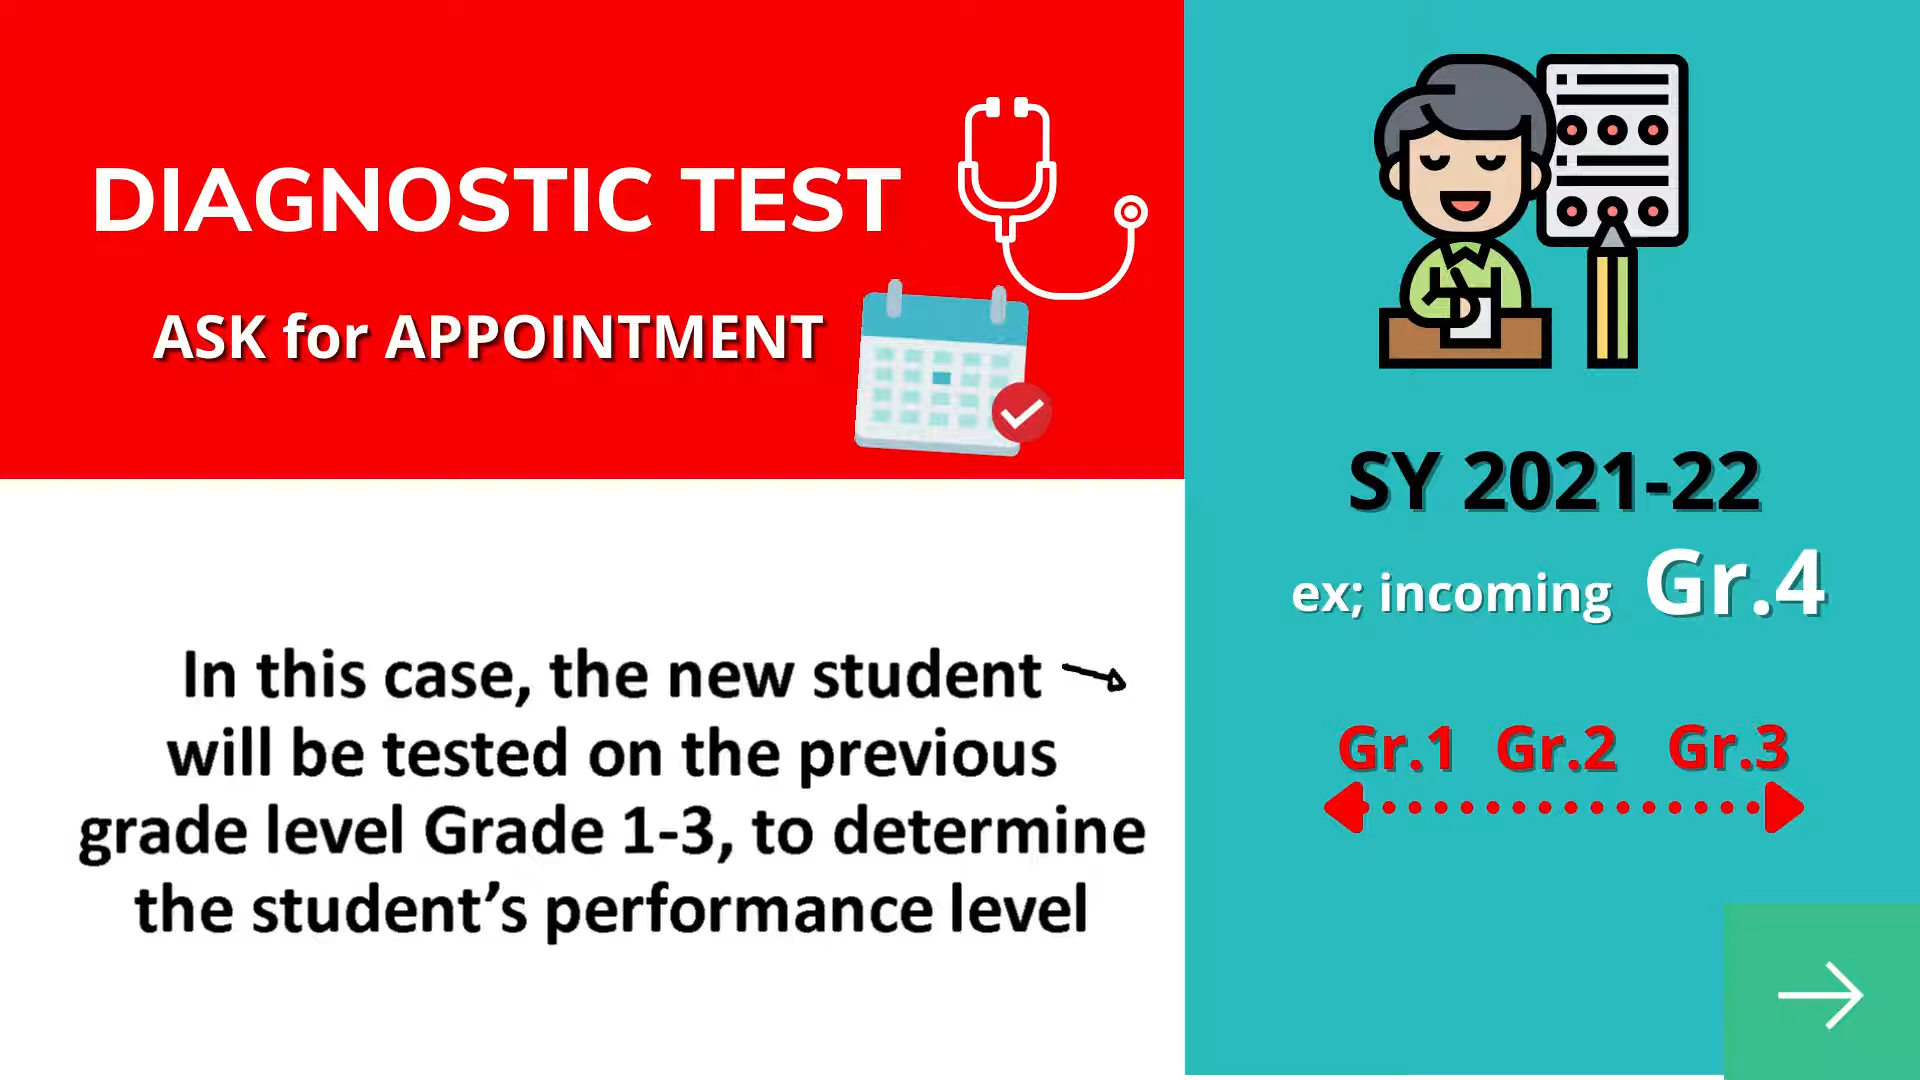 DIAGNOSTIC TEST
ASK for APPOINTMENT
In this case, the new student
will be tested on the previous
grade level Grade 1-3, to determine
the student’s performance level
SY 2021-22
ex; incoming Gr.4
Gr.1 Gr.2 Gr.3